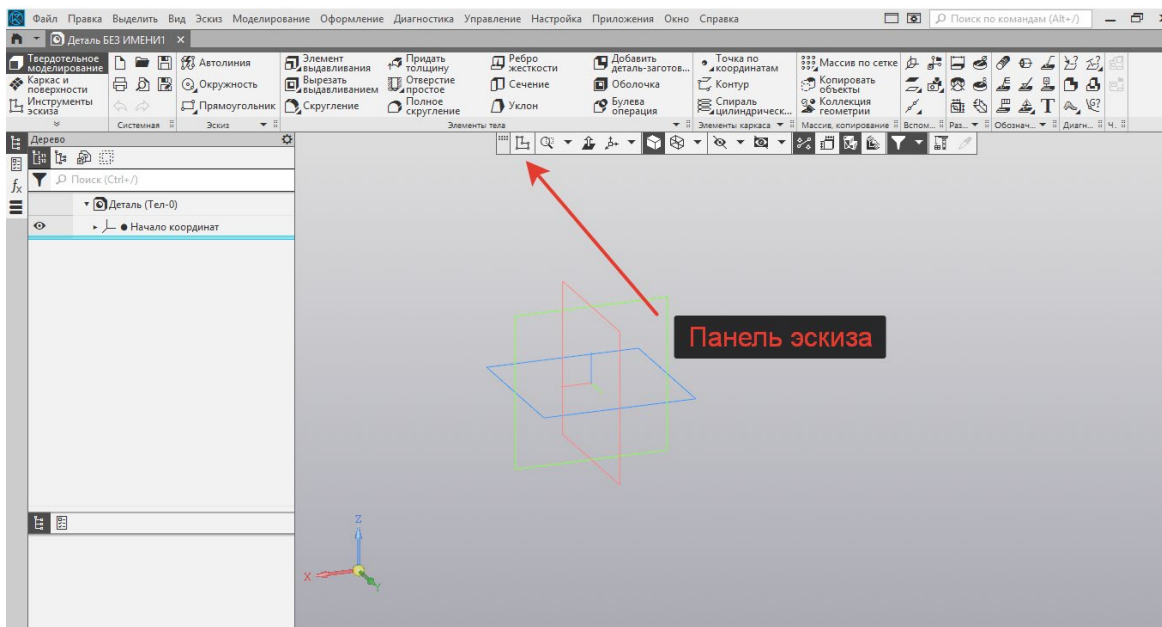 Файл Правка Выделить Вид Эскиз Моделирование Оформление Диагностика Управление Настройка Приложения Окно Справка
Поиск по командам (Alt+/)
Деталь БЕЗ ИМЕНИ1
Твердотельное
моделирование
Каркас и
поверхности
Инструменты
эскиза
Системная
Автолиния
Окружность
Прямоугольник
Эскиз
Элемент
выдавливания
Вырезать
выдавливанием
Скругление
Придать
толщину
Отверстие
простое
Полное
скругление
Ребро
жесткости
Сечение
Уклон
Добавить
деталь-заготов...
Оболочка
Булева
операция
Элементы тела
Точка по
координатам
Контур
Спираль
цилиндрическ...
Элементы каркаса
Массив по сетке
Копировать
объекты
Коллекция
геометрии
Массив, копирование
Вспом...
Раз...
Обознач...
Диагн...
Ч...
Дерево
Поиск (Ctrl+/)
Деталь (Тел-0)
Начало координат
Панель эскиза
Z
X
Y